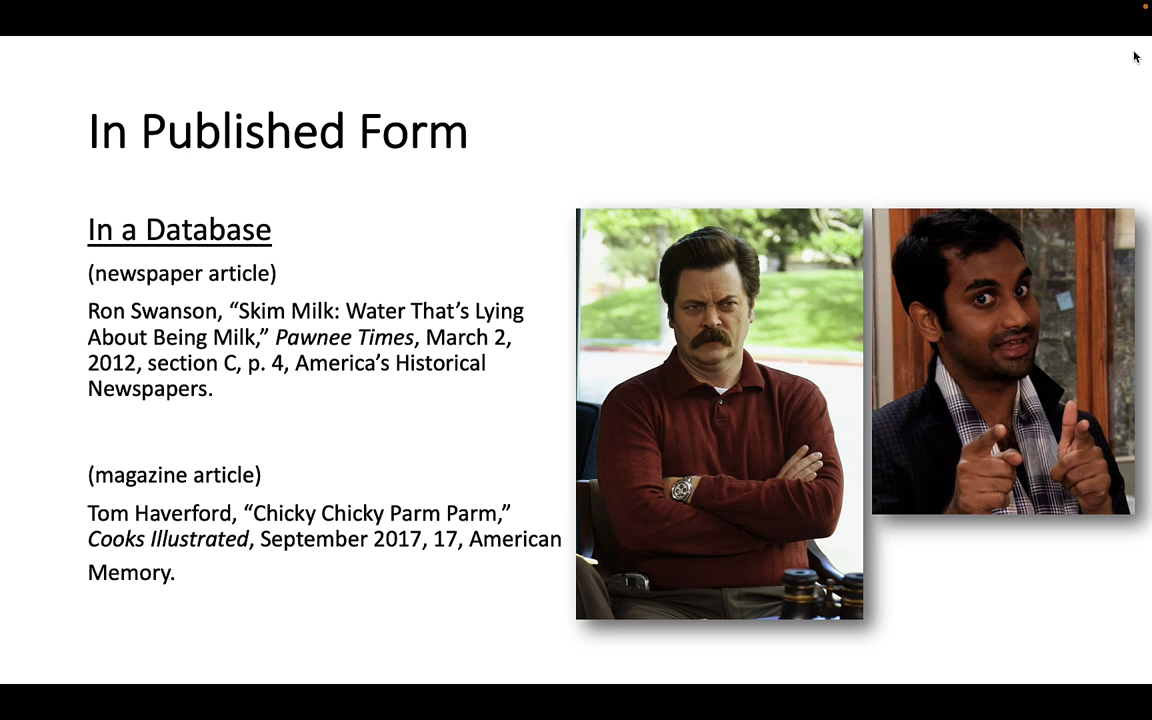 In Published Form
In a Database
(newspaper article)
Ron Swanson, “Skim Milk: Water That’s Lying
About Being Milk,” Pawnee Times, March 2,
2012, section C, p. 4, America’s Historical
Newspapers.
(magazine article)
Tom Haverford, “Chicky Chicky Parm Parm,”
Cooks Illustrated, September 2017, 17, American
Memory.